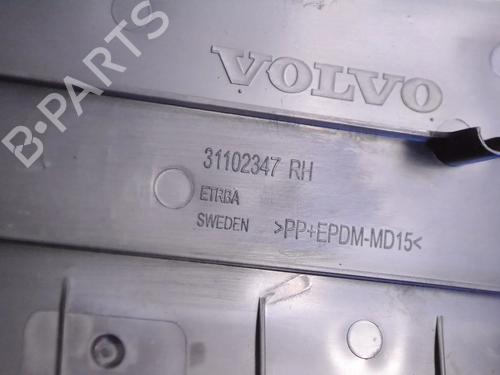 B-PARTS
VOLVO
31102347 RH
ETRBA
SWEDEN >PP+EPDM-MD15<